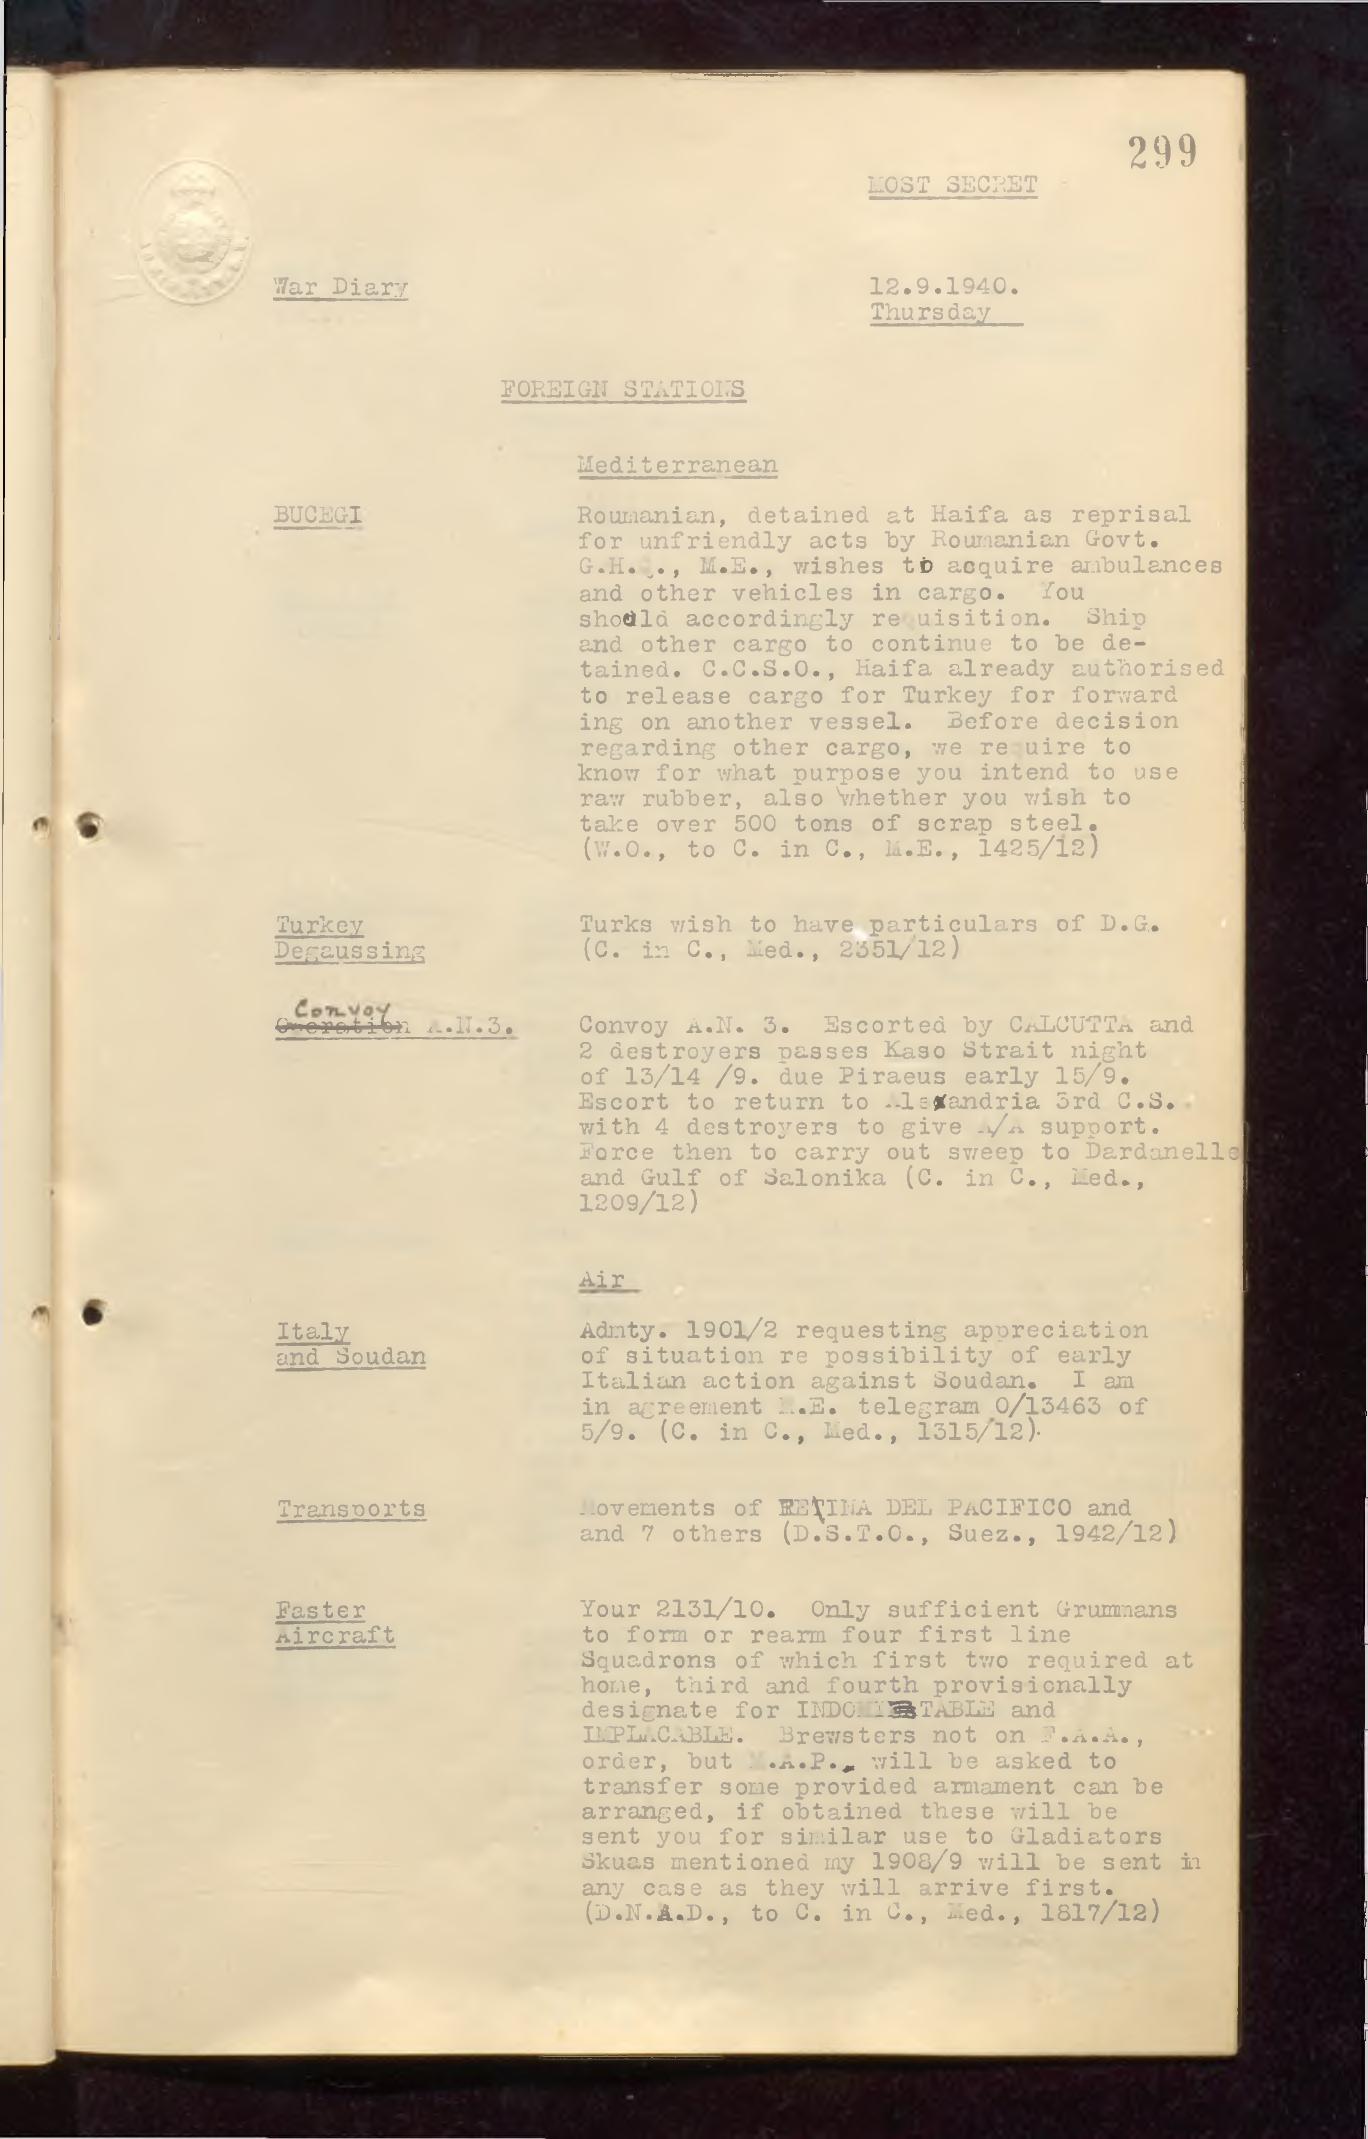 299
MOST SECRET
War Diary
12.9.1940.
Thursday
FOREIGN STATIONS
Mediterranean
BUCEGI
Roumanian, detained at Haifa as reprisal
for unfriendly acts by Roumanian Govt.
G.H.Q., M.E., wishes to acquire ambulances
and other vehicles in cargo. You
should accordingly requisition. Ship
and other cargo to continue to be de-
tained. C.C.S.O., Haifa already authorised
to release cargo for Turkey for forward
ing on another vessel. Before decision
regarding other cargo, we require to
know for what purpose you intend to use
raw rubber, also whether you wish to
take over 500 tons of scrap steel.
(W.O., to C. in C., M.E., 1425/12)
Turkey
Degaussing
Turks wish to have particulars of D.G.
(C. in C., Med., 2351/12)
Convoy
Operation A.N.3.
Convoy A.N. 3. Escorted by CALCUTTA and
2 destroyers passes Kaso Strait night
of 13/14 /9. due Piraeus early 15/9.
Escort to return to Alexandria 3rd C.S.
with 4 destroyers to give A/A support.
Force then to carry out sweep to Dardanelle
and Gulf of Salonika (C. in C., Med.,
1209/12)
Air
Italy
and Soudan
Admty. 1901/2 requesting appreciation
of situation re possibility of early
Italian action against Soudan. I am
in agreement M.E. telegram 0/13463 of
5/9. (C. in C., Med., 1315/12).
Transports
Movements of DEL PACIFICO and
and 7 others (D.S.T.O., Suez., 1942/12)
Faster
Aircraft
Your 2131/10. Only sufficient Grummans
to form or rearm four first line
Squadrons of which first two required at
home, third and fourth provisionally
designate for INDOMITABLE and
IMPLACABLE. Brewsters not on F.A.A.,
order, but M.A.P., will be asked to
transfer some provided armament can be
arranged, if obtained these will be
sent you for similar use to Gladiators
Skuas mentioned my 1908/9 will be sent in
any case as they will arrive first.
(D.N.A.D., to C. in C., Med., 1817/12)